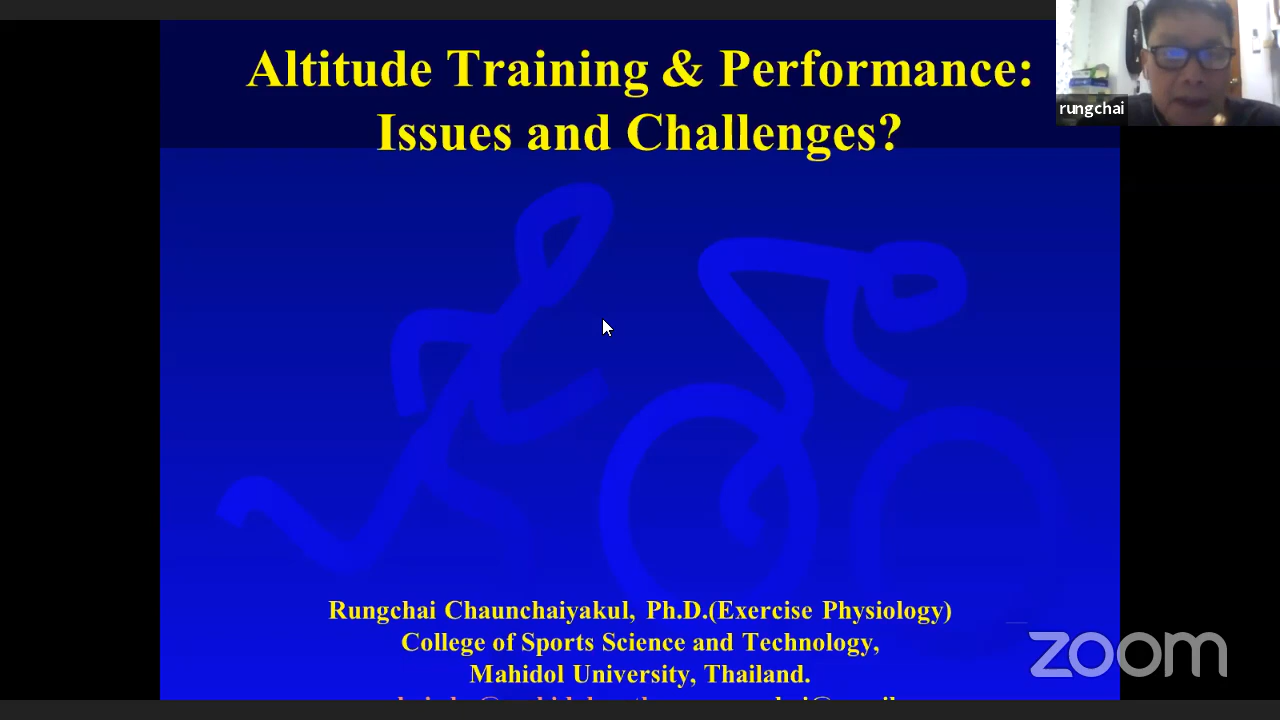 Altitude Training & Performance:
Issues and Challenges?
rungchai
Rungchai Chaunchaiyakul, Ph.D.(Exercise Physiology)
College of Sports Science and Technology,
Mahidol University, Thailand.
zoom